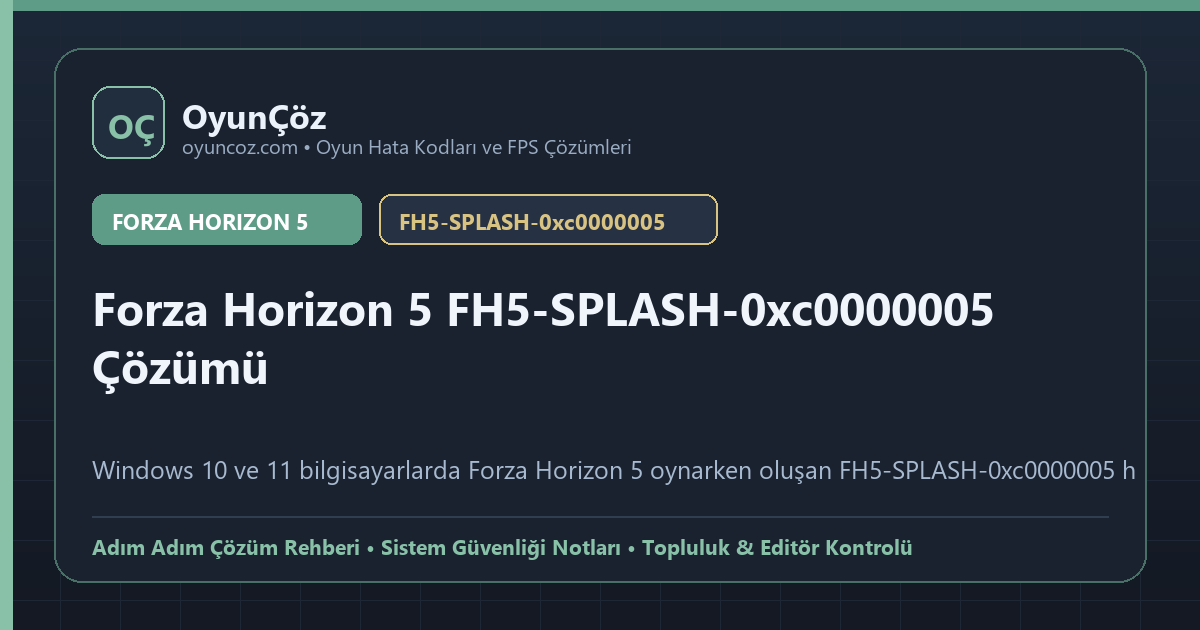 OÇ
OyunÇöz
oyuncoz.com • Oyun Hata Kodları ve FPS Çözümleri
FORZA HORIZON 5
FH5-SPLASH-0xc0000005
Forza Horizon 5 FH5-SPLASH-0xc0000005
Çözümü
Windows 10 ve 11 bilgisayarlarda Forza Horizon 5 oynarken oluşan FH5-SPLASH-0xc0000005 h
Adım Adım Çözüm Rehberi • Sistem Güvenliği Notları • Topluluk & Editör Kontrolü